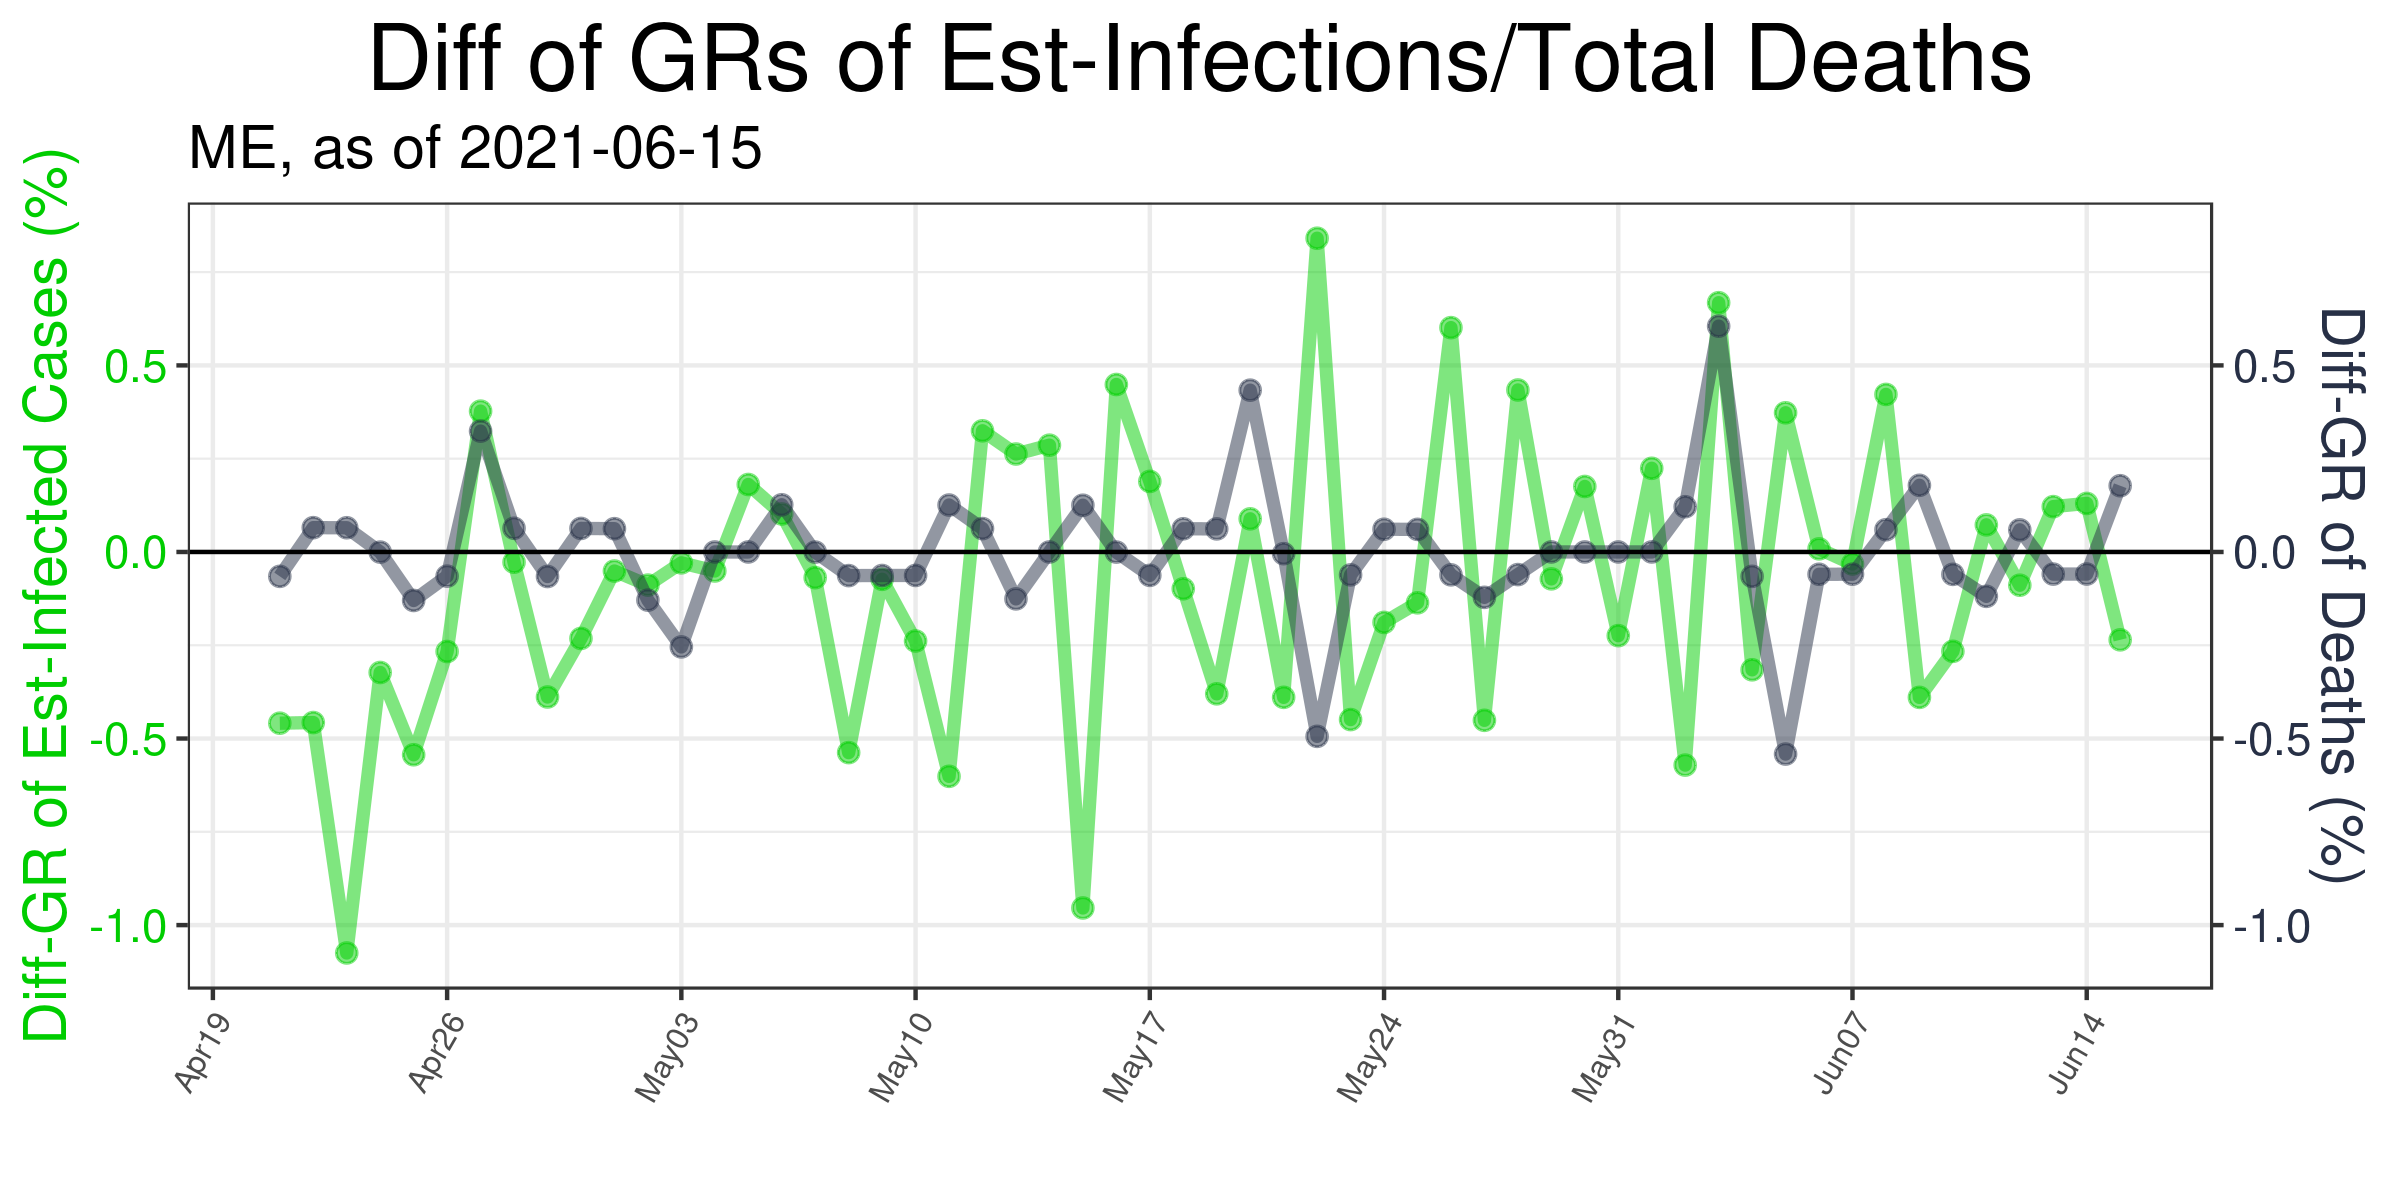 Diff of GRs of Est-Infections/Total Deaths
ME, as of 2021-06-15
Diff-GR of Est-Infected Cases (%)
0.5
0.0
-0.5
-1.0
0.5
0.0
-0.5
-1.0
Diff-GR of Deaths (%)
Apr19
Apr26
May03
May10
May17
May24
May31
Jun07
Jun14